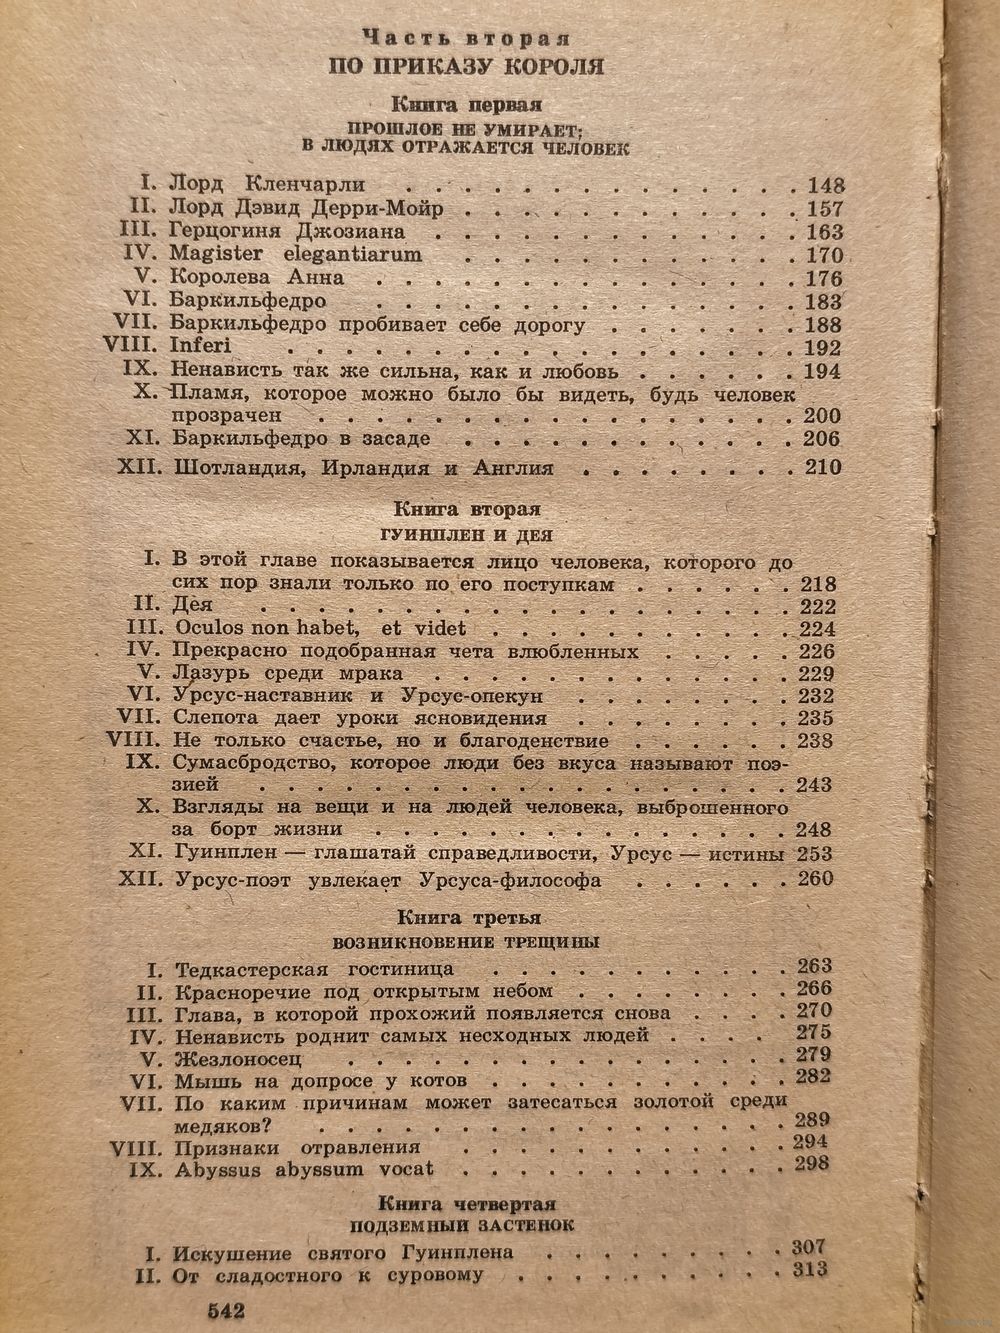 Часть вторая
ПО ПРИКАЗУ КОРОЛЯ
Книга первая
ПРОШЛОЕ НЕ УМИРАЕТ;
В ЛЮДЯХ ОТРАЖАЕТСЯ ЧЕЛОВЕК
I. Лорд Кленчарли . . . . . . . . . . . . . . 148
II. Лорд Дэвид Дерри-Мойр . . . . . . . . . . . . 157
III. Герцогиня Джозиана . . . . . . . . . . . . . 163
IV. Magister elegantiarum . . . . . . . . . . . . 170
V. Королева Анна . . . . . . . . . . . . . . . 176
VI. Баркильфедро . . . . . . . . . . . . . . . 183
VII. Баркильфедро пробивает себе дорогу . . . . . . . 188
VIII. Inferi . . . . . . . . . . . . . . . . . . 192
IX. Ненависть так же сильна, как и любовь . . . . . . 194
X. Пламя, которое можно было бы видеть, будь человек
прозрачен . . . . . . . . . . . . . . . . . 200
XI. Баркильфедро в засаде . . . . . . . . . . . . 206
XII. Шотландия, Ирландия и Англия . . . . . . . . 210
Книга вторая
ГУИНПЛЕН И ДЕЯ
I. В этой главе показывается лицо человека, которого до
сих пор знали только по его поступкам . . . . . . 218
II. Дея . . . . . . . . . . . . . . . . . . . 222
III. Oculos non habet, et videt . . . . . . . . . . . 224
IV. Прекрасно подобранная чета влюбленных . . . . . 226
V. Лазурь среди мрака . . . . . . . . . . . . . 229
VI. Урсус-наставник и Урсус-опекун . . . . . . . . 232
VII. Слепота дает уроки ясновидения . . . . . . . . 235
VIII. Не только счастье, но и благоденствие . . . . . . 238
IX. Сумасбродство, которое люди без вкуса называют поэ-
зией . . . . . . . . . . . . . . . . . . . 243
X. Взгляды на вещи и на людей человека, выброшенного
за борт жизни . . . . . . . . . . . . . . . 248
XI. Гуинплен — глашатай справедливости, Урсус — истины 253
XII. Урсус-поэт увлекает Урсуса-философа . . . . . . 260
Книга третья
ВОЗНИКНОВЕНИЕ ТРЕЩИНЫ
I. Тедкастерская гостиница . . . . . . . . . . . 263
II. Красноречие под открытым небом . . . . . . . . 266
III. Глава, в которой прохожий появляется снова . . . . 270
IV. Ненависть роднит самых несходных людей . . . . 275
V. Жезлоносец . . . . . . . . . . . . . . . . 279
VI. Мышь на допросе у котов . . . . . . . . . . . 282
VII. По каким причинам может затесаться золотой среди
медяков? . . . . . . . . . . . . . . . . . 289
VIII. Признаки отравления . . . . . . . . . . . . 294
IX. Abyssus abyssum vocat . . . . . . . . . . . . 298
Книга четвертая
ПОДЗЕМНЫЙ ЗАСТЕНОК
I. Искушение святого Гуинплена . . . . . . . . . 307
II. От сладостного к суровому . . . . . . . . . . 313
542